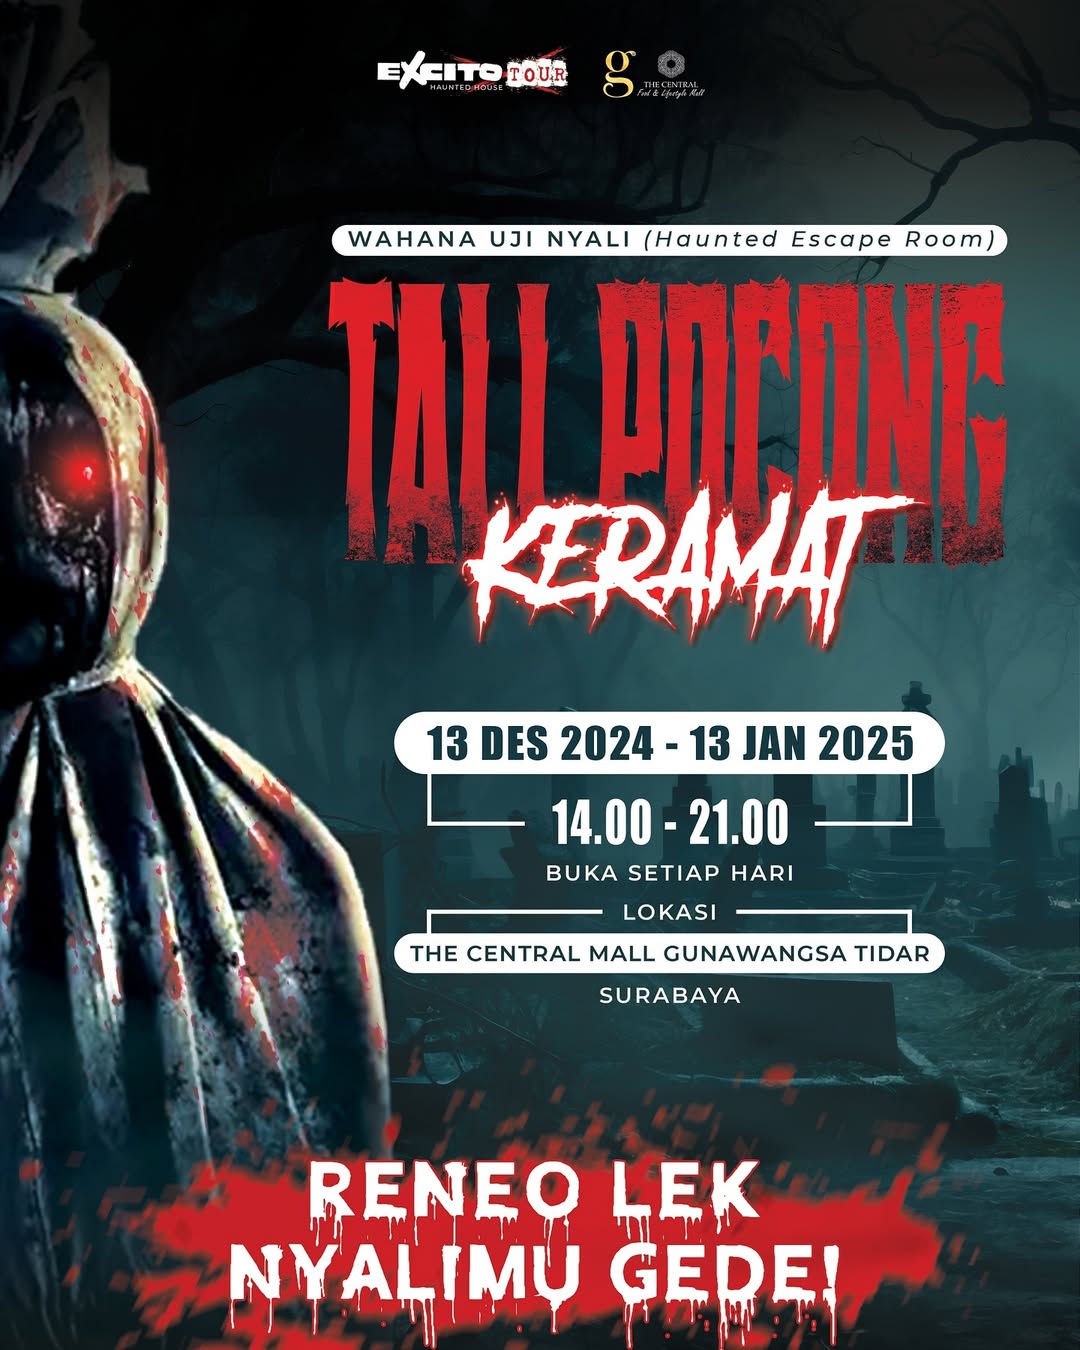 EXCITO TOUR
HAUNTED HOUSE
g THE CENTRAL
Food & Lifestyle Mall
WAHANA UJI NYALI (Haunted Escape Room)
TALI POCONG
KERAMAT
13 DES 2024 - 13 JAN 2025
14.00 - 21.00
BUKA SETIAP HARI
LOKASI
THE CENTRAL MALL GUNAWANGSA TIDAR
SURABAYA
RENEO LEK
NYALIMU GEDE!